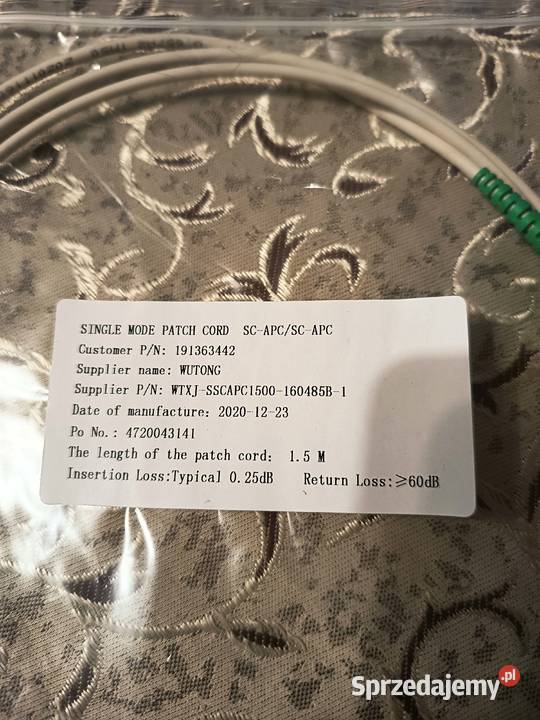 SINGLE MODE PATCH CORD SC-APC/SC-APC
Customer P/N: 191363442
Supplier name: WUTONG
Supplier P/N: WTXJ-SSCAPC1500-160485B-1
Date of manufacture: 2020-12-23
Po No.: 4720043141
The length of the patch cord: 1.5 M
Insertion Loss:Typical 0.25dB Return Loss:≥60dB
Sprzedajemy.pl